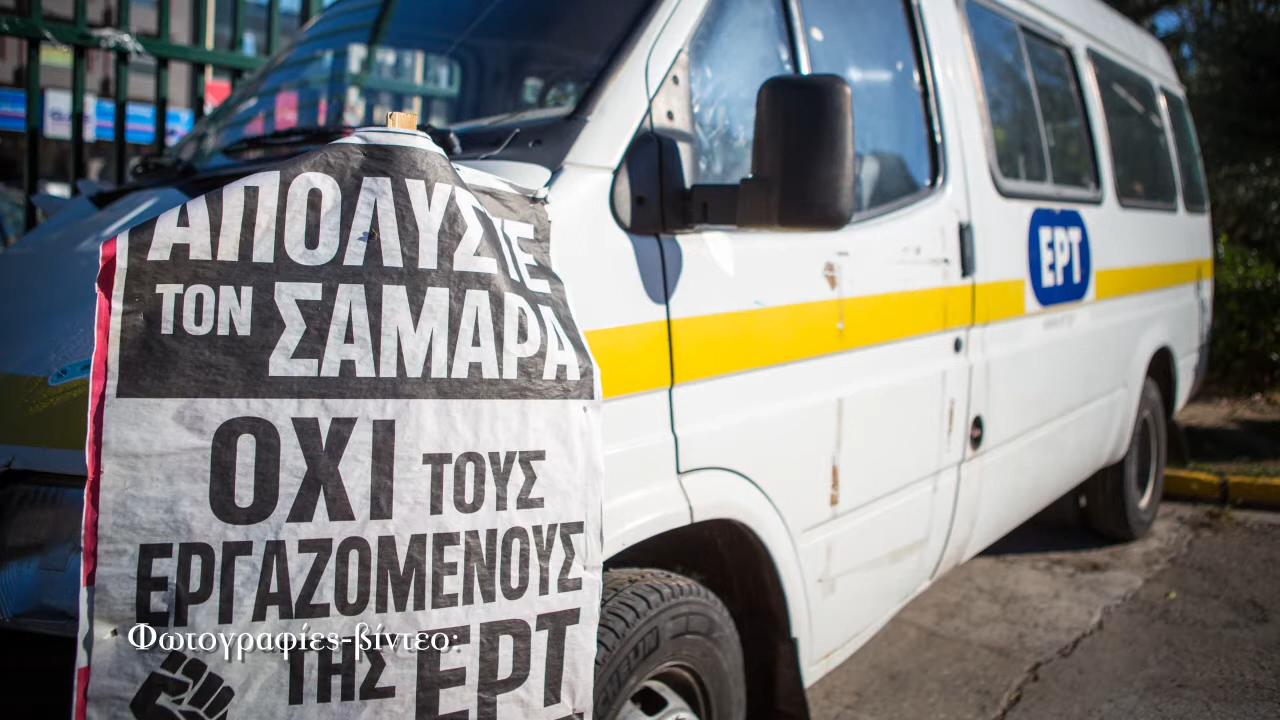 ΑΠΟΛΥΣΤΕ
ΤΟΝ ΣΑΜΑΡΑ
ΟΧΙ ΤΟΥΣ
ΕΡΓΑΖΟΜΕΝΟΥΣ
ΤΗΣ ΕΡΤ
Φωτογραφίες-βίντεο:
ΕΡΤ